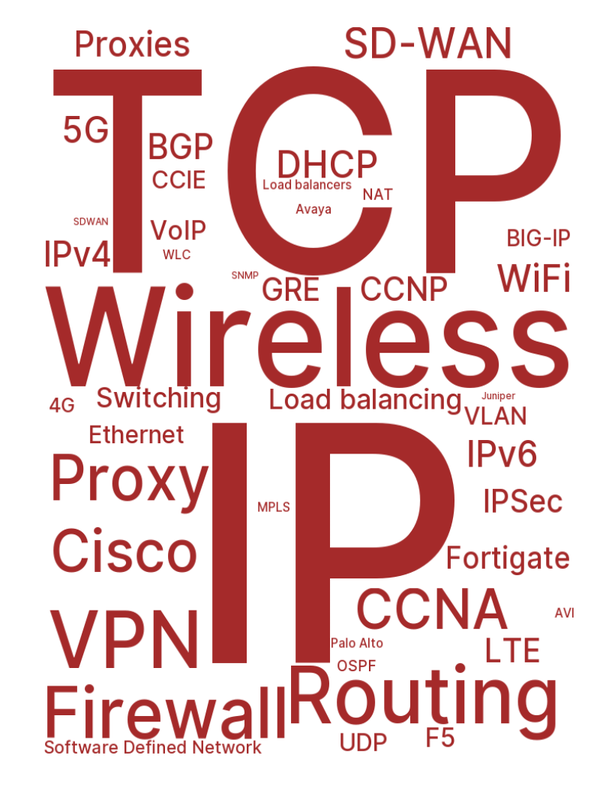 Proxies
SD-WAN
TCP
5G
BGP
DHCP
CCIE
Load balancers
NAT
Avaya
SDWAN
VoIP
BIG-IP
IPv4
WLC
WiFi
SNMP
GRE
CCNP
Wireless
4G
Switching
Load balancing
Juniper
VLAN
Ethernet
IP
IPv6
Proxy
MPLS
IPSec
Cisco
Fortigate
CCNA
AVI
VPN
Palo Alto
LTE
OSPF
Firewall
Routing
Software Defined Network
UDP
F5